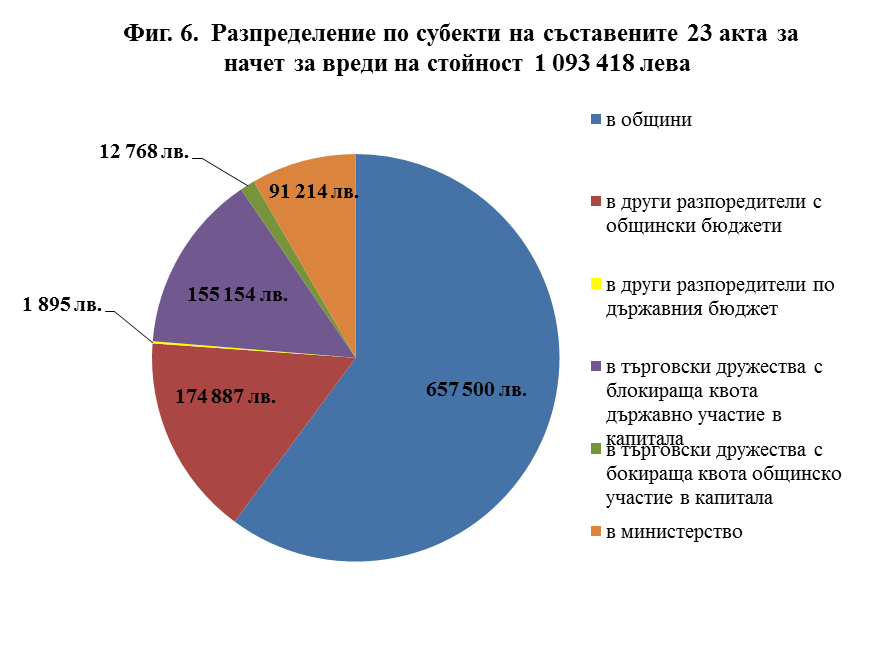 Фиг. 6. Разпределение по субекти на съставените 23 акта за
начет за вреди на стойност 1 093 418 лева
12 768 лв.
91 214 лв.
155 154 лв.
1 895 лв.
174 887 лв.
657 500 лв.
в общини
в други разпоредители с
общински бюджети
в други разпоредители по
държавния бюджет
в търговски дружества с
блокираща квота
държавно участие в
капитала
в търговски дружества с
бокираща квота общинско
участие в капитала
в министерство